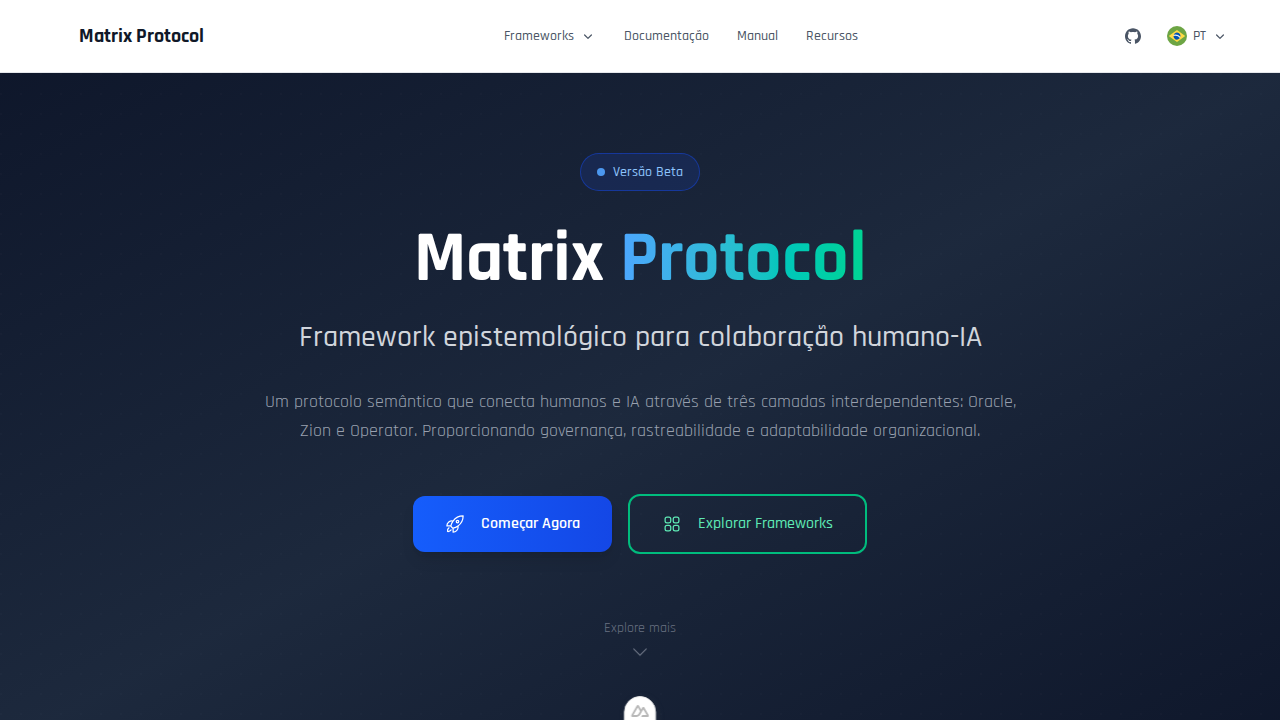 Matrix Protocol
Frameworks
Documentação
Manual
Recursos
PT
Versão Beta
Matrix Protocol
Framework epistemológico para colaboração humano-IA
Um protocolo semântico que conecta humanos e IA através de três camadas interdependentes: Oracle,
Zion e Operator. Proporcionando governança, rastreabilidade e adaptabilidade organizacional.
Começar Agora
Explorar Frameworks
Explore mais